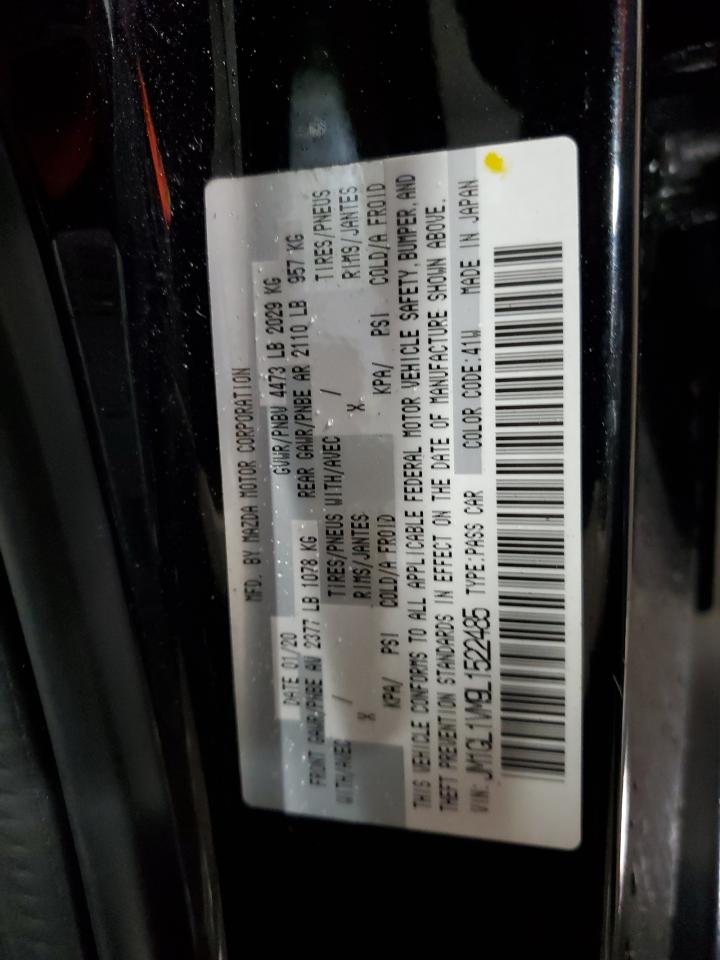 MFD. BY MAZDA MOTOR CORPORATION
DATE 01/20 GVWR/PNBV 4473 LB 2029 KG
FRONT GAWR/PNBE AV 2377 LB 1078 KG REAR GAWR/PNBE AR 2110 LB 957 KG
WITH/AVEC / TIRES/PNEUS WITH/AVEC / TIRES/PNEUS
X RIMS/JANTES X RIMS/JANTES
KPA/ PSI COLD/A FROID KPA/ PSI COLD/A FROID
THIS VEHICLE CONFORMS TO ALL APPLICABLE FEDERAL MOTOR VEHICLE SAFETY,BUMPER,AND
THEFT PREVENTION STANDARDS IN EFFECT ON THE DATE OF MANUFACTURE SHOWN ABOVE.
VIN:JM1GL1VM9L1522485 TYPE:PASS CAR COLOR CODE.41W MADE IN JAPAN